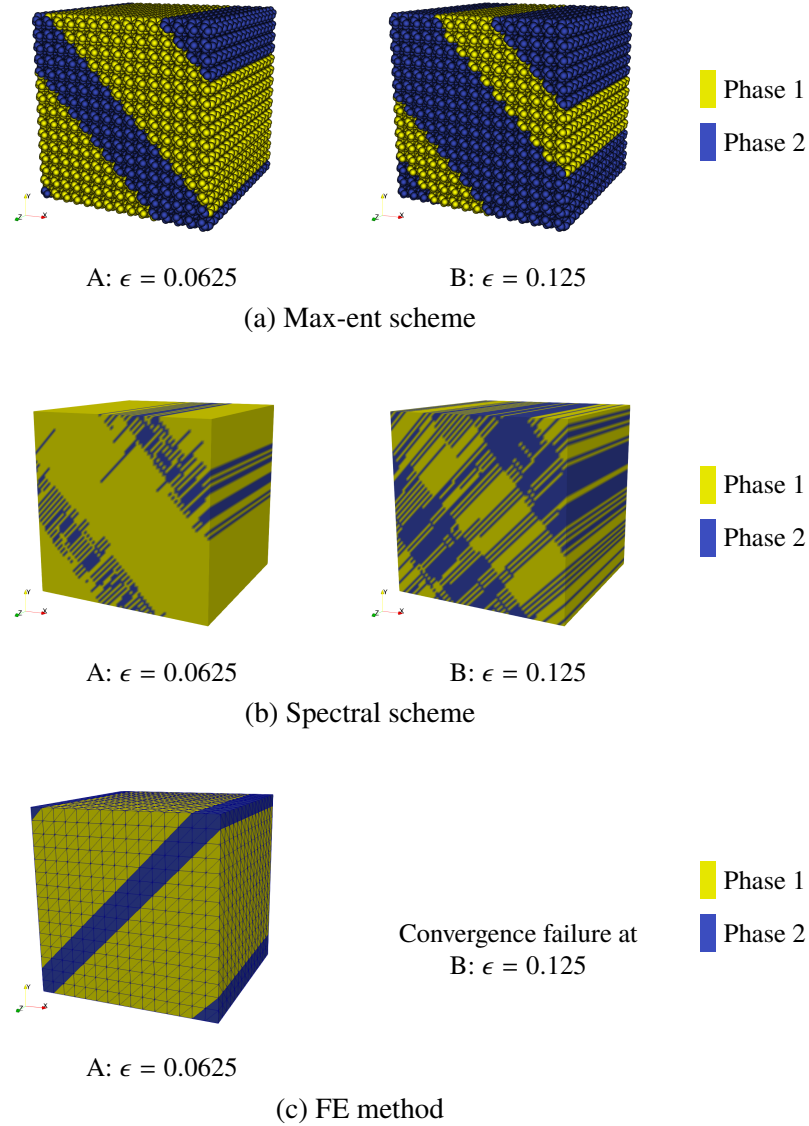 Phase 1
Phase 2
Y
Z
X
Y
Z
X
A: ϵ = 0.0625
B: ϵ = 0.125
(a) Max-ent scheme
Phase 1
Phase 2
Y
Z
X
Y
Z
X
A: ϵ = 0.0625
B: ϵ = 0.125
(b) Spectral scheme
Phase 1
Convergence failure at
Phase 2
B: ϵ = 0.125
Y
Z
X
A: ϵ = 0.0625
(c) FE method